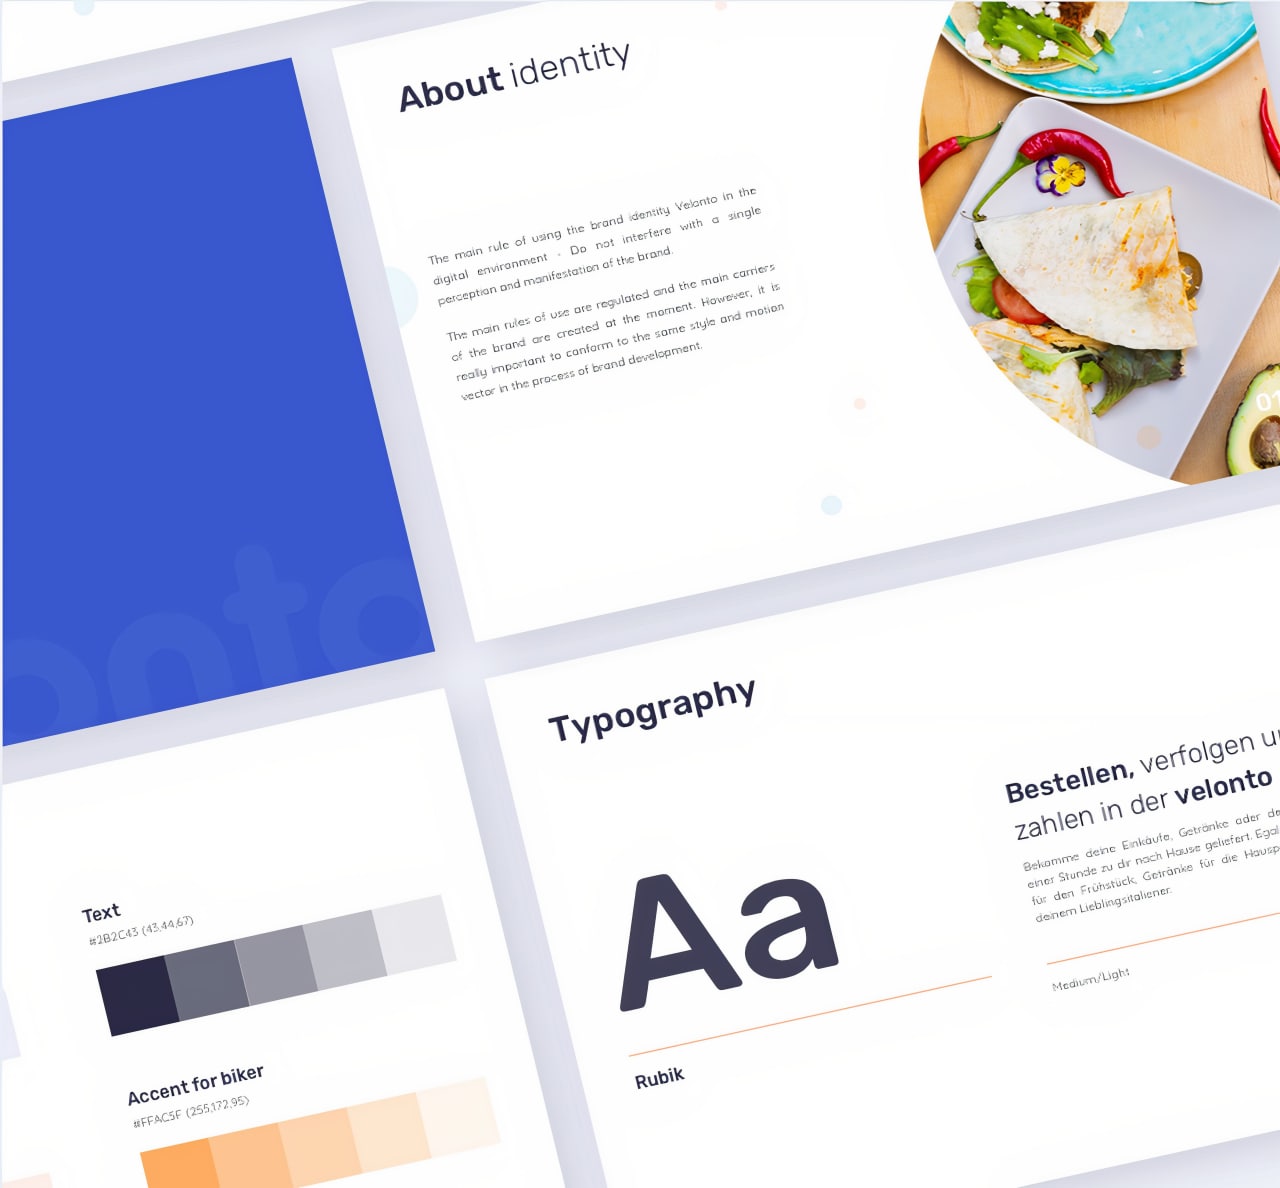 onto
About identity
The main rule of using the brand identity Velonto in the
digital environment - Do not interfere with a single
perception and manifestation of the brand.
The main rules of use are regulated and the main carriers
of the brand are created at the moment. However, it is
really important to conform to the same style and motion
vector in the process of brand development.
01
Text
#2B2C43 (43,44,67)
Accent for biker
#FFAC5F (255,172,95)
Typography
Aa
Rubik
Bestellen, verfolgen u
zahlen in der velonto
Bekomme deine Einkäufe, Getränke oder de
einer Stunde zu dir nach Hause geliefert. Egal
für den Frühstück, Getränke für die Hausp
deinem Lieblingsitaliener.
Medium/Light